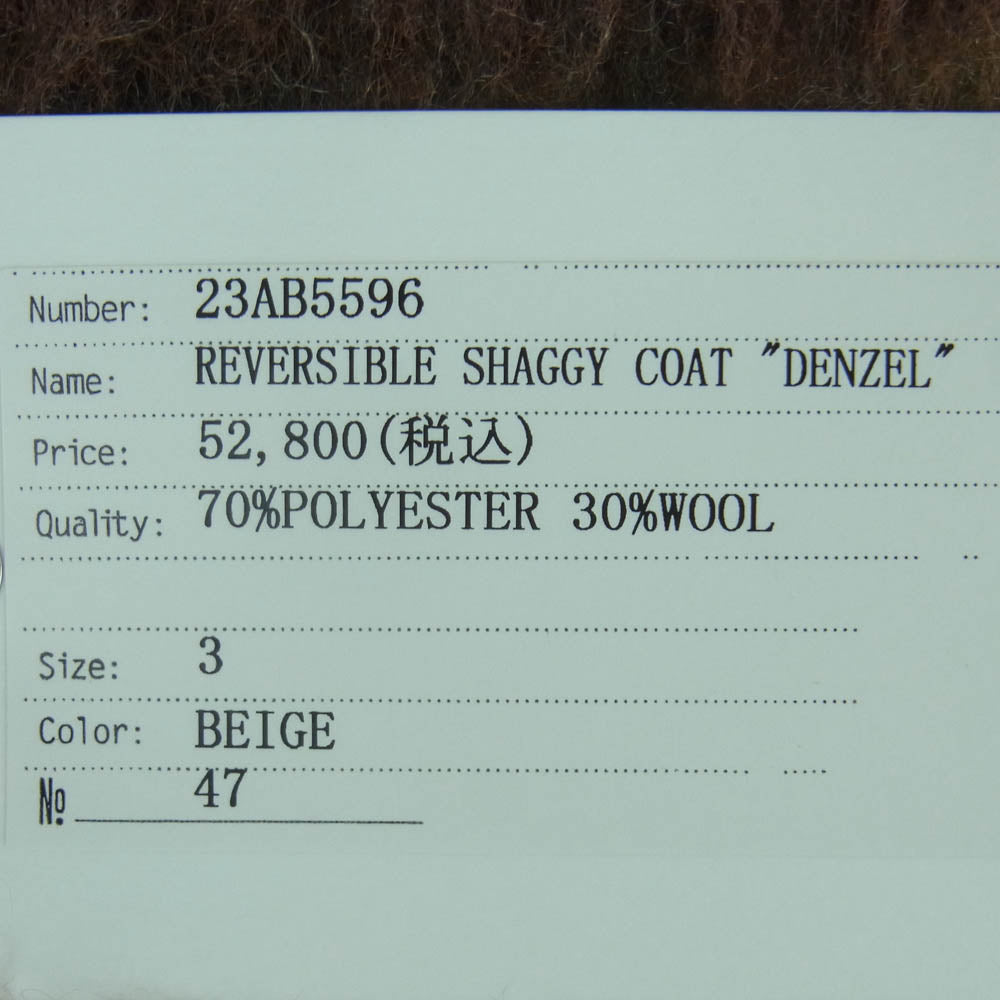 Number: 23AB5596
Name: REVERSIBLE SHAGGY COAT "DENZEL"
Price: 52,800(税込)
Quality: 70%POLYESTER 30%WOOL
Size: 3
Color: BEIGE
№ 47